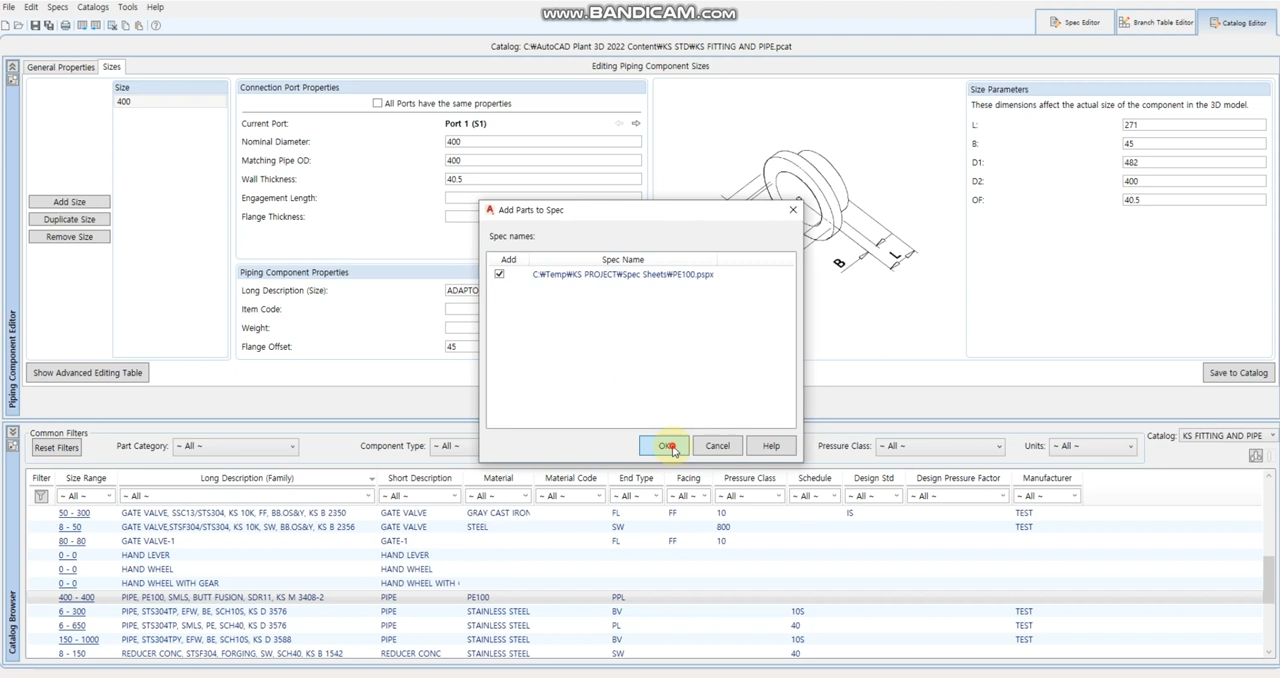 www.BANDICAM.com
File Edit Specs Catalogs Tools Help
Spec Editor Branch Table Editor Catalog Editor
Catalog: C:₩AutoCAD Plant 3D 2022 Content₩KS STD₩KS FITTING AND PIPE.pcat
General Properties Sizes Editing Piping Component Sizes
Size
400
Add Size
Duplicate Size
Remove Size
Show Advanced Editing Table
Connection Port Properties
All Ports have the same properties
Current Port: Port 1 (S1)
Nominal Diameter: 400
Matching Pipe OD: 400
Wall Thickness: 40.5
Engagement Length:
Flange Thickness:
Piping Component Properties
Long Description (Size): ADAPTO
Item Code:
Weight:
Flange Offset: 45
B
L
Size Parameters
These dimensions affect the actual size of the component in the 3D model.
L: 271
B: 45
D1: 482
D2: 400
OF: 40.5
Save to Catalog
Piping Component Editor
Add Parts to Spec
Spec names:
Add Spec Name
C:₩Temp₩KS PROJECT₩Spec Sheets₩PE100.pspx
OK Cancel Help
Common Filters
Reset Filters Part Category: ~ All ~ Component Type: ~ All Pressure Class: ~ All ~ Units: ~ All ~ Catalog: KS FITTING AND PIPE
Filter Size Range Long Description (Family) Short Description Material Material Code End Type Facing Pressure Class Schedule Design Std Design Pressure Factor Manufacturer
~ All ~ ~ All ~ ~ All ~ ~ All ~ ~ All ~ ~ All ~ ~ All ~ ~ All ~ ~ All ~ ~ All ~ ~ All ~ ~ All ~
50 - 300 GATE VALVE, SSC13/STS304, KS 10K, FF, BB.OS&Y, KS B 2350 GATE VALVE GRAY CAST IRON FL FF 10 IS TEST
8 - 50 GATE VALVE,STSF304/STS304, KS 10K, SW, BB.OS&Y, KS B 2356 GATE VALVE STEEL SW 800 TEST
80 - 80 GATE VALVE-1 GATE-1 FL FF 10 TEST
0 - 0 HAND LEVER HAND LEVER
0 - 0 HAND WHEEL HAND WHEEL
0 - 0 HAND WHEEL WITH GEAR HAND WHEEL WITH
400 - 400 PIPE, PE100, SMLS, BUTT FUSION, SDR11, KS M 3408-2 PIPE PE100 PPL
6 - 300 PIPE, STS304TP, EFW, BE, SCH10S, KS D 3576 PIPE STAINLESS STEEL BV 10S TEST
6 - 650 PIPE, STS304TP, SMLS, PE, SCH40, KS D 3576 PIPE STAINLESS STEEL PL 40 TEST
150 - 1000 PIPE, STS304TPY, EFW, BE, SCH10S, KS D 3588 PIPE STAINLESS STEEL BV 10S TEST
8 - 150 REDUCER CONC, STSF304, FORGING, SW, SCH40, KS B 1542 REDUCER CONC STAINLESS STEEL SW 40
Catalog Browser